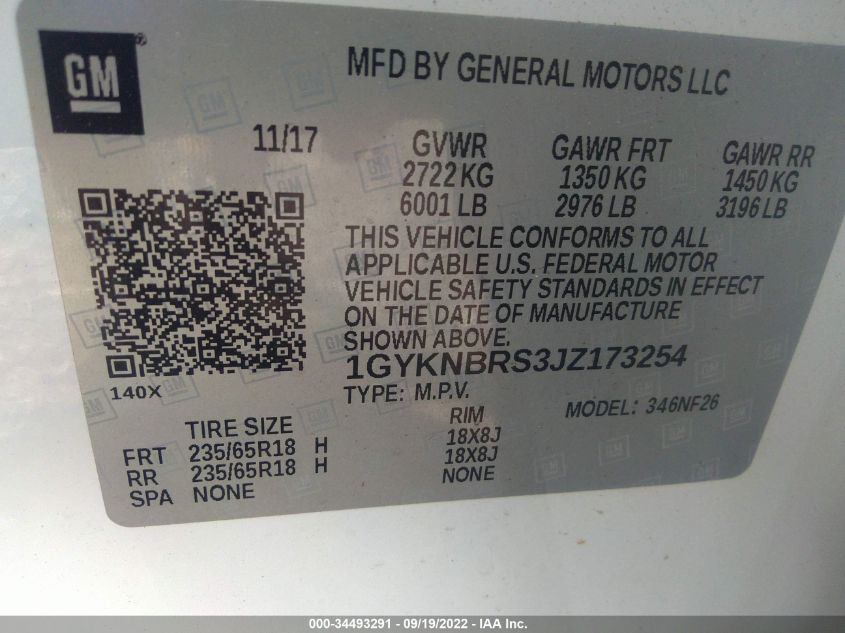 GM
MFD BY GENERAL MOTORS LLC
11/17
GVWR GAWR FRT GAWR RR
2722 KG 1350 KG 1450 KG
6001 LB 2976 LB 3196 LB
THIS VEHICLE CONFORMS TO ALL
APPLICABLE U.S. FEDERAL MOTOR
VEHICLE SAFETY STANDARDS IN EFFECT
ON THE DATE OF MANUFACTURE
SHOWN ABOVE.
1GYKNBRS3JZ173254
140X
TYPE: M.P.V.
MODEL: 346NF26
TIRE SIZE RIM
FRT 235/65R18 H 18X8J
RR 235/65R18 H 18X8J
SPA NONE NONE
000-34493291 - 09/19/2022 - IAA, Inc.